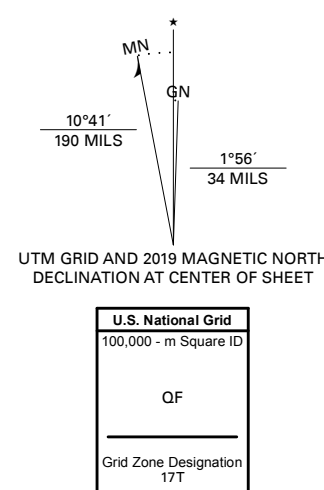 ★
MN
GN
10°41´
190 MILS
1°56´
34 MILS
UTM GRID AND 2019 MAGNETIC NORTH
DECLINATION AT CENTER OF SHEET
U.S. National Grid
100,000 - m Square ID
QF
Grid Zone Designation
17T